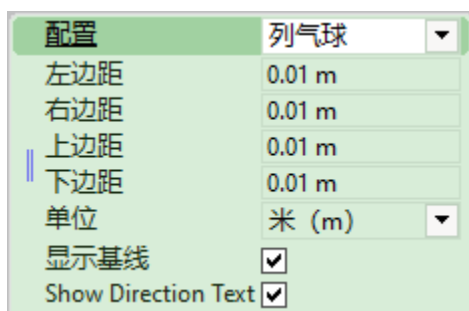 配置 列气球
左边距 0.01 m
右边距 0.01 m
上边距 0.01 m
下边距 0.01 m
单位 米（m）
显示基线
Show Direction Text